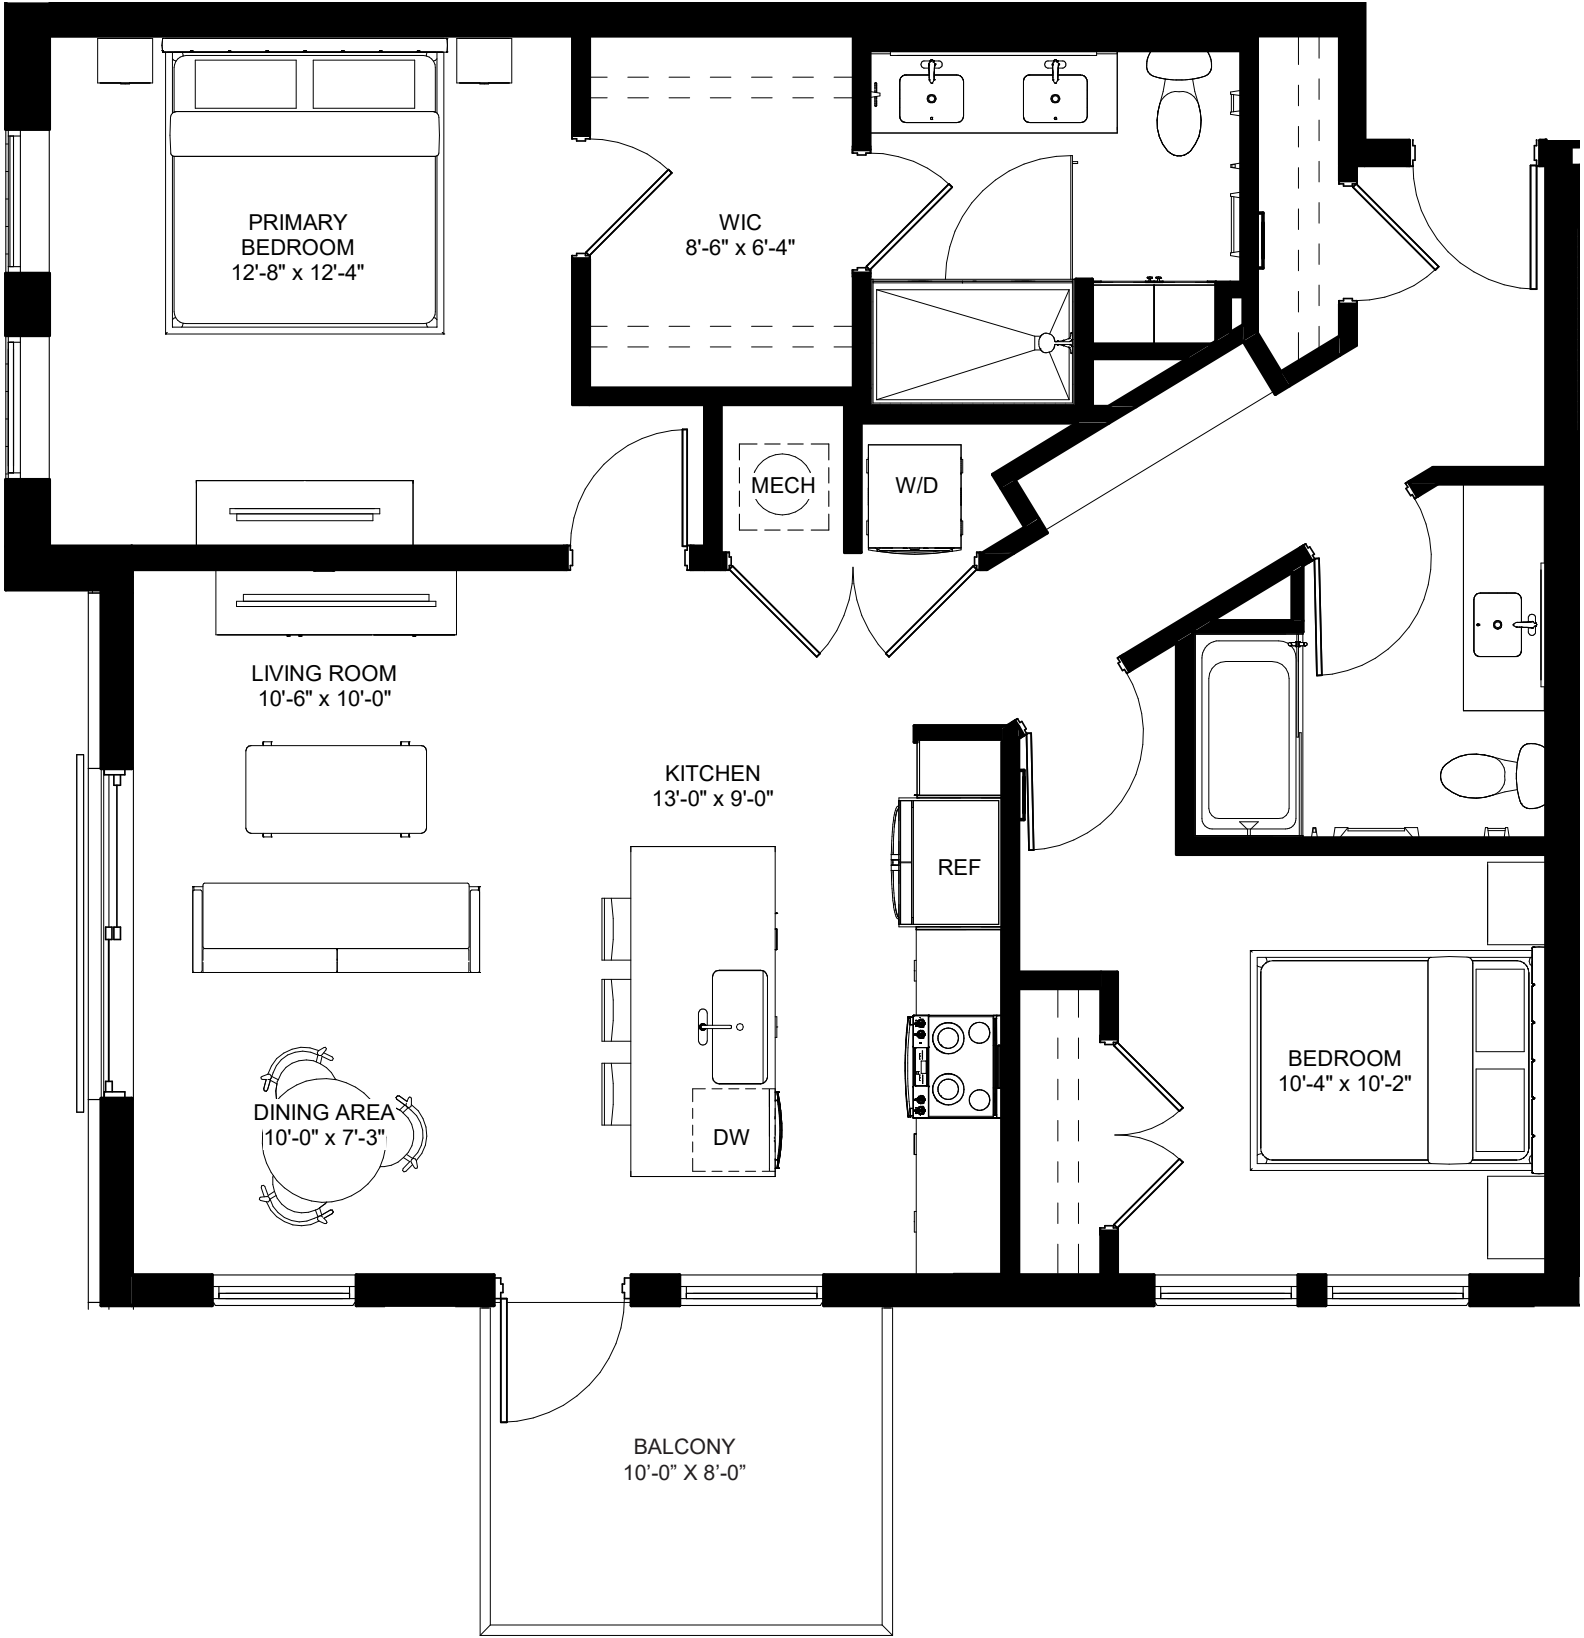 PRIMARY
BEDROOM
12'-8" x 12'-4"
WIC
8'-6" x 6'-4"
MECH
W/D
LIVING ROOM
10'-6" x 10'-0"
KITCHEN
13'-0" x 9'-0"
REF
BEDROOM
10'-4" x 10'-2"
DINING AREA
10'-0" x 7'-3"
DW
BALCONY
10’-0” X 8’-0”